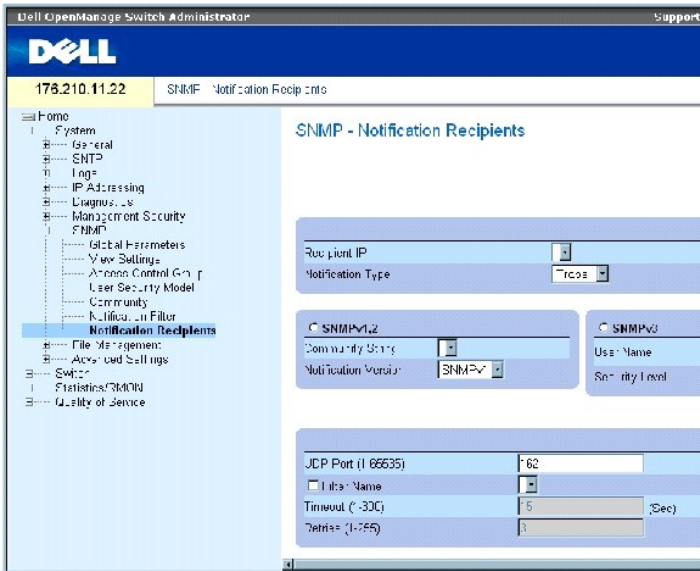 Dell OpenManage Switch Administrator Support
DELL
176.210.11.22 SNMP Notification Recipients
Home
System
General
SNTP
Logs
IP Addressing
Diagnostics
Management Security
SNMP
Global Parameters
View Settings
Access Control Group
User Security Model
Community
Notification Filter
Notification Recipients
File Management
Advanced Settings
Switch
Statistics/RMON
Quality of Service
SNMP - Notification Recipients
Recipient IP
Notification Type Traps
SNMPv1,2
Community String
Notification Version SNMPv1
SNMPv3
User Name
Security Level
UDP Port (1-65535) 162
Filter Name
Timeout (1-300) 15 (Sec)
Retries (1-255) 3